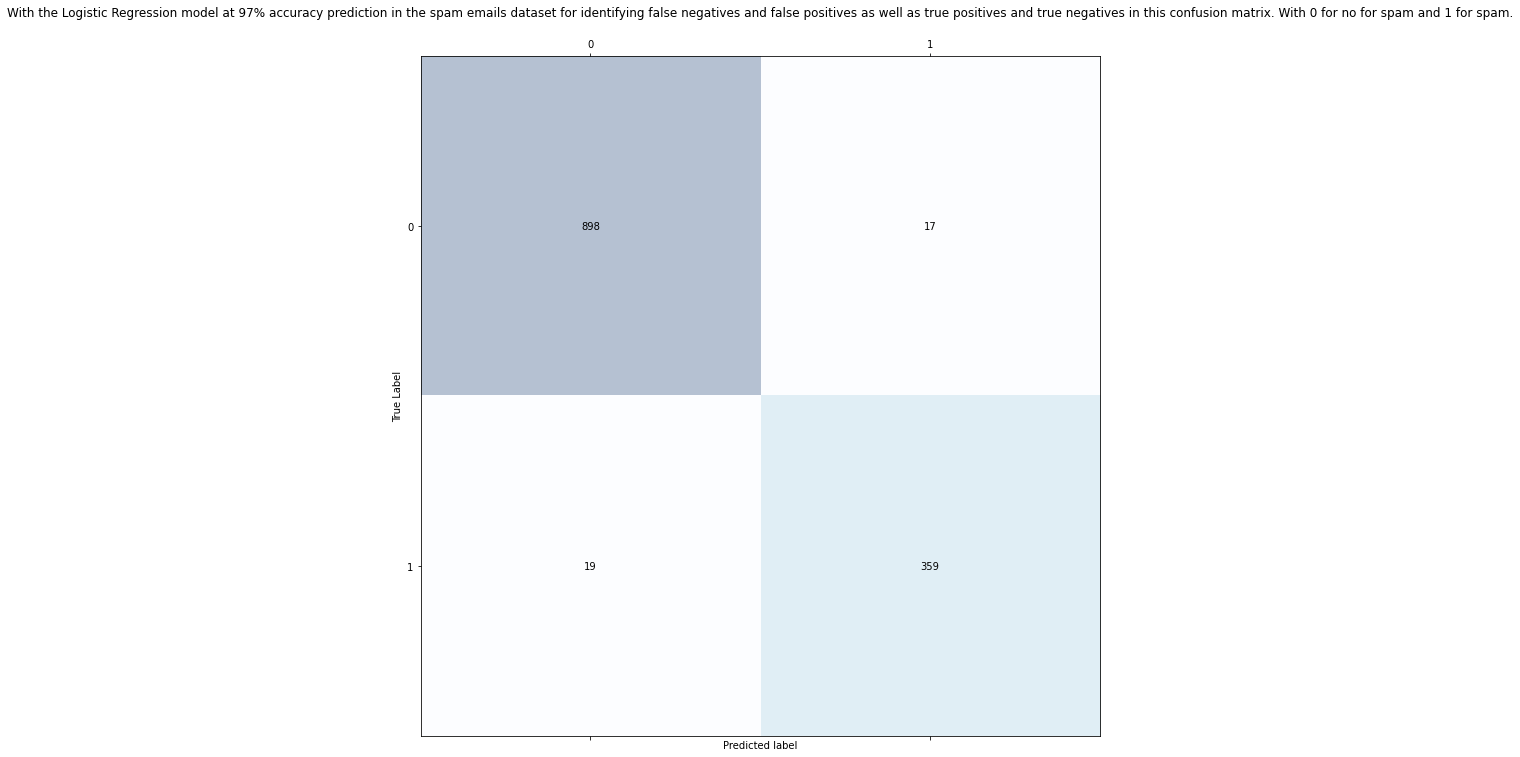 With the Logistic Regression model at 97% accuracy prediction in the spam emails dataset for identifying false negatives and false positives as well as true positives and true negatives in this confusion matrix. With 0 for no for spam and 1 for spam.
0 1
0 898 17
True Label
1 19 359
Predicted label